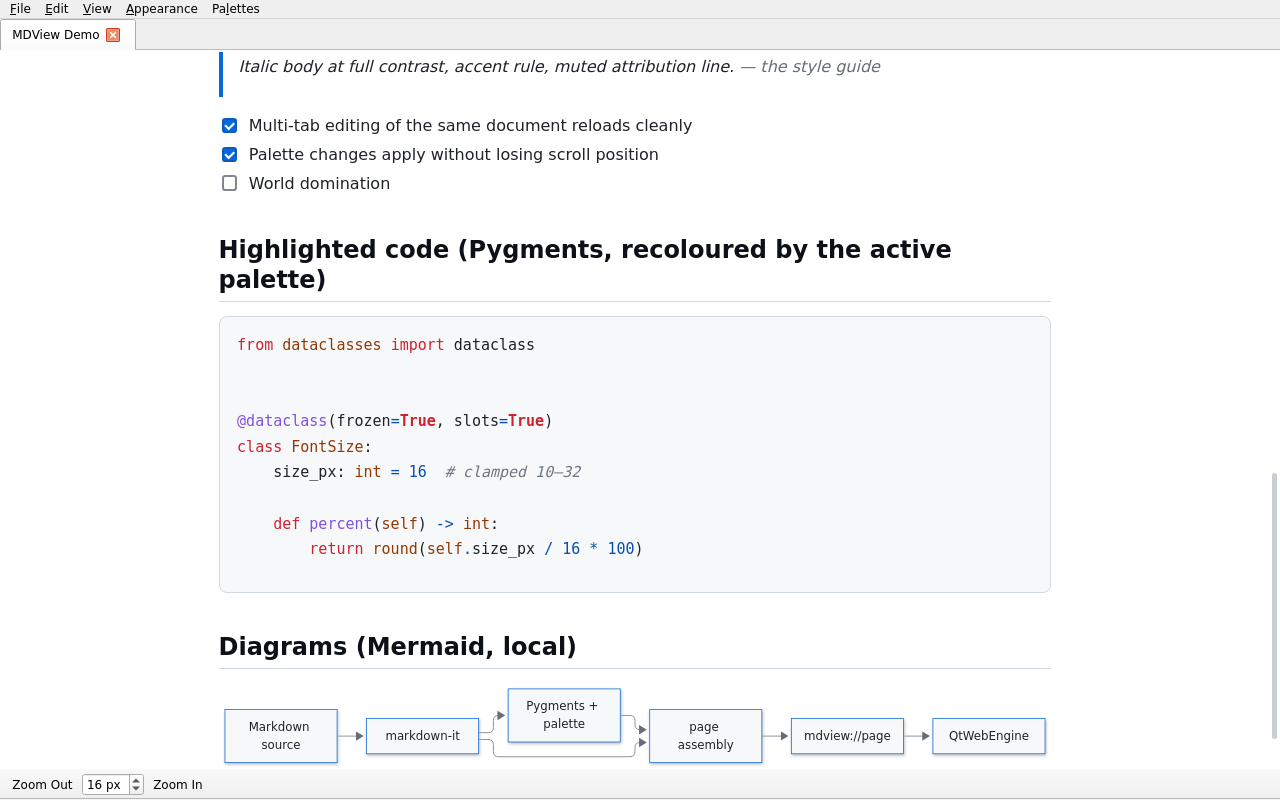 File Edit View Appearance Palettes
MDView Demo
Italic body at full contrast, accent rule, muted attribution line. — the style guide
Multi-tab editing of the same document reloads cleanly
Palette changes apply without losing scroll position
World domination
Highlighted code (Pygments, recoloured by the active
palette)
from dataclasses import dataclass
@dataclass(frozen=True, slots=True)
class FontSize:
    size_px: int = 16  # clamped 10–32
    def percent(self) -> int:
        return round(self.size_px / 16 * 100)
Diagrams (Mermaid, local)
Markdown
source
markdown-it
Pygments +
palette
page
assembly
mdview://page
QtWebEngine
Zoom Out 16 px Zoom In